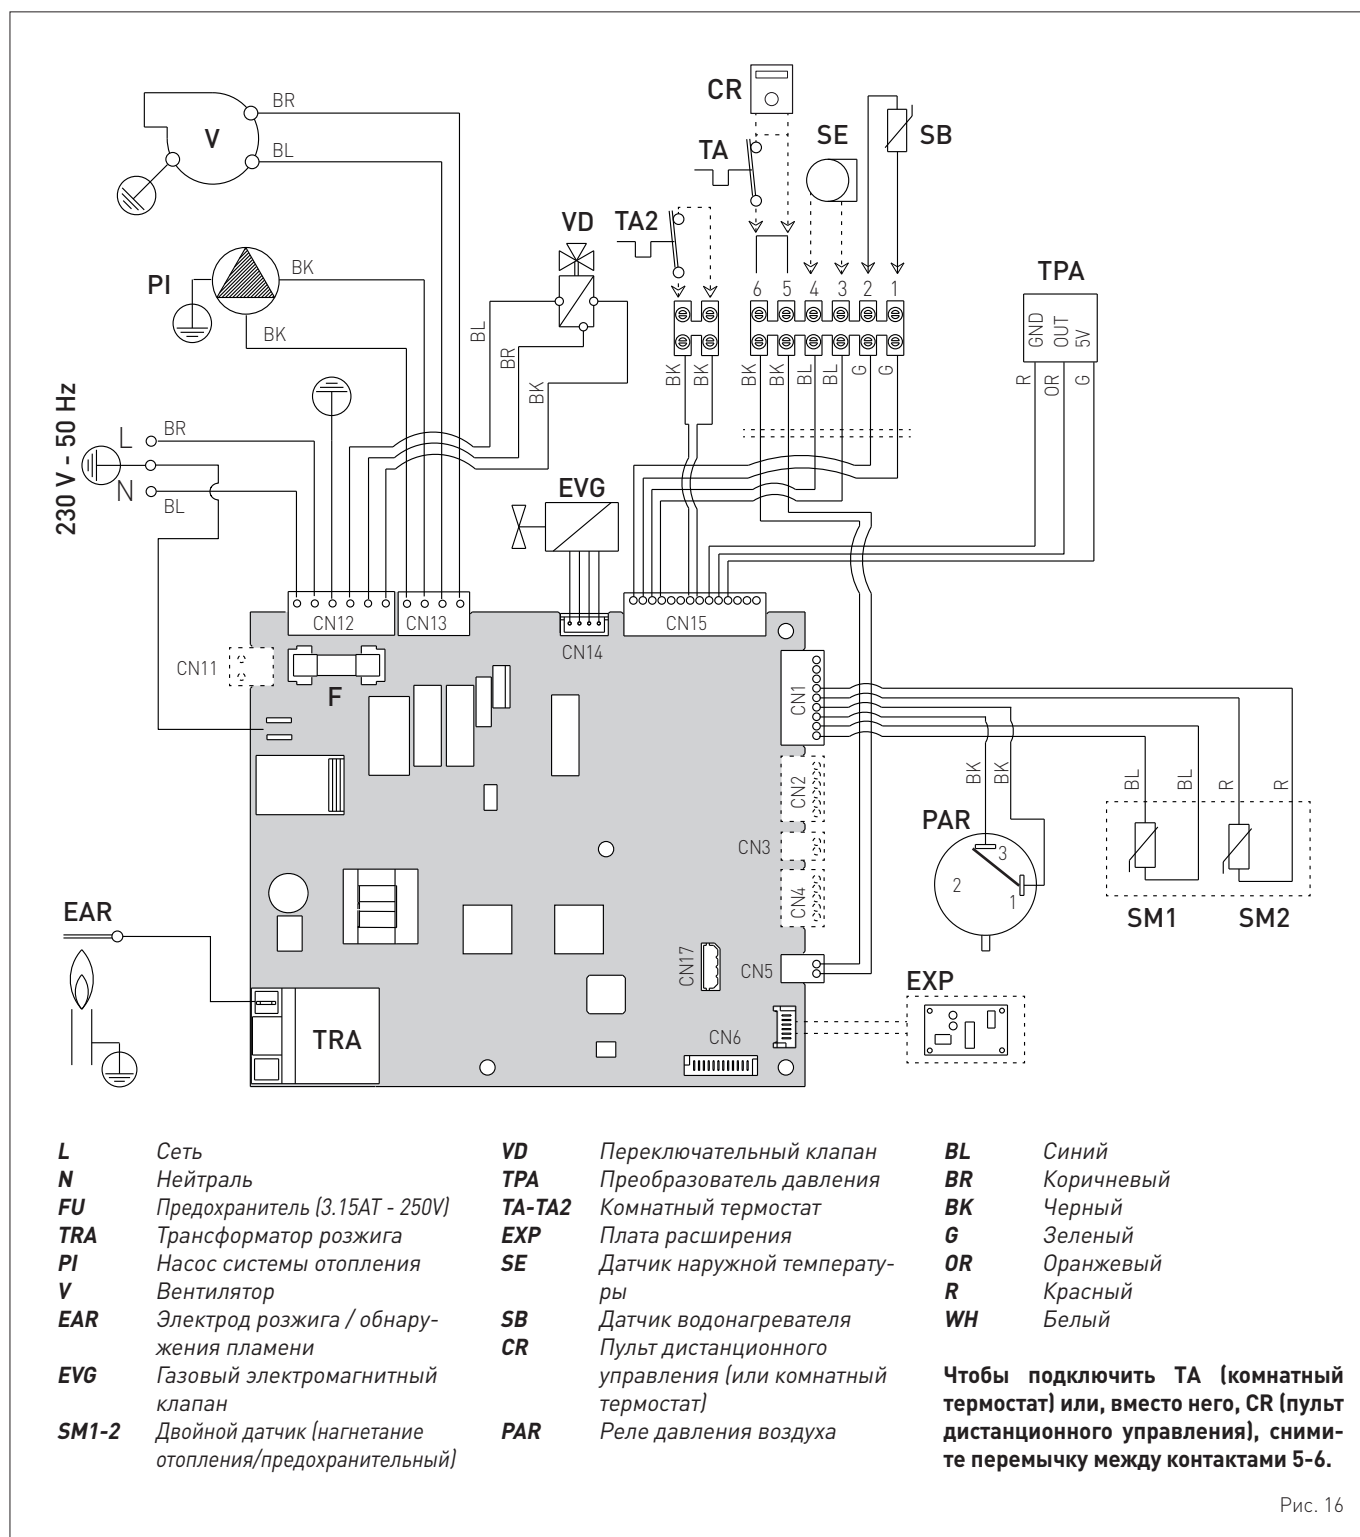 CR
BR
V
TA
SE
SB
BL
VD
TA2
PI
BK
TPA
6
5
4
3
2
1
GND
OUT
5V
BK
BL
BR
BK
BK
BK
BK
BK
BL
BL
G
G
R
OR
G
230 V - 50 Hz
L
BR
N
BL
EVG
CN12
CN13
CN14
CN15
CN11
F
CN1
BK
BK
BL
BL
R
R
CN2
PAR
CN3
3
2
1
CN4
SM1
SM2
EAR
CN17
CN5
EXP
TRA
CN6
L Сеть
N Нейтраль
FU Предохранитель (3.15AT - 250V)
TRA Трансформатор розжига
PI Насос системы отопления
V Вентилятор
EAR Электрод розжига / обнару-
жения пламени
EVG Газовый электромагнитный
клапан
SM1-2 Двойной датчик (нагнетание
отопления/предохранительный)
VD Переключательный клапан
TPA Преобразователь давления
TA-TA2 Комнатный термостат
EXP Плата расширения
SE Датчик наружной температу-
ры
SB Датчик водонагревателя
CR Пульт дистанционного
управления (или комнатный
термостат)
PAR Реле давления воздуха
BL Синий
BR Коричневый
BK Черный
G Зеленый
OR Оранжевый
R Красный
WH Белый
Чтобы подключить ТА (комнатный
термостат) или, вместо него, CR (пульт
дистанционного управления), сними-
те перемычку между контактами 5-6.
Рис. 16